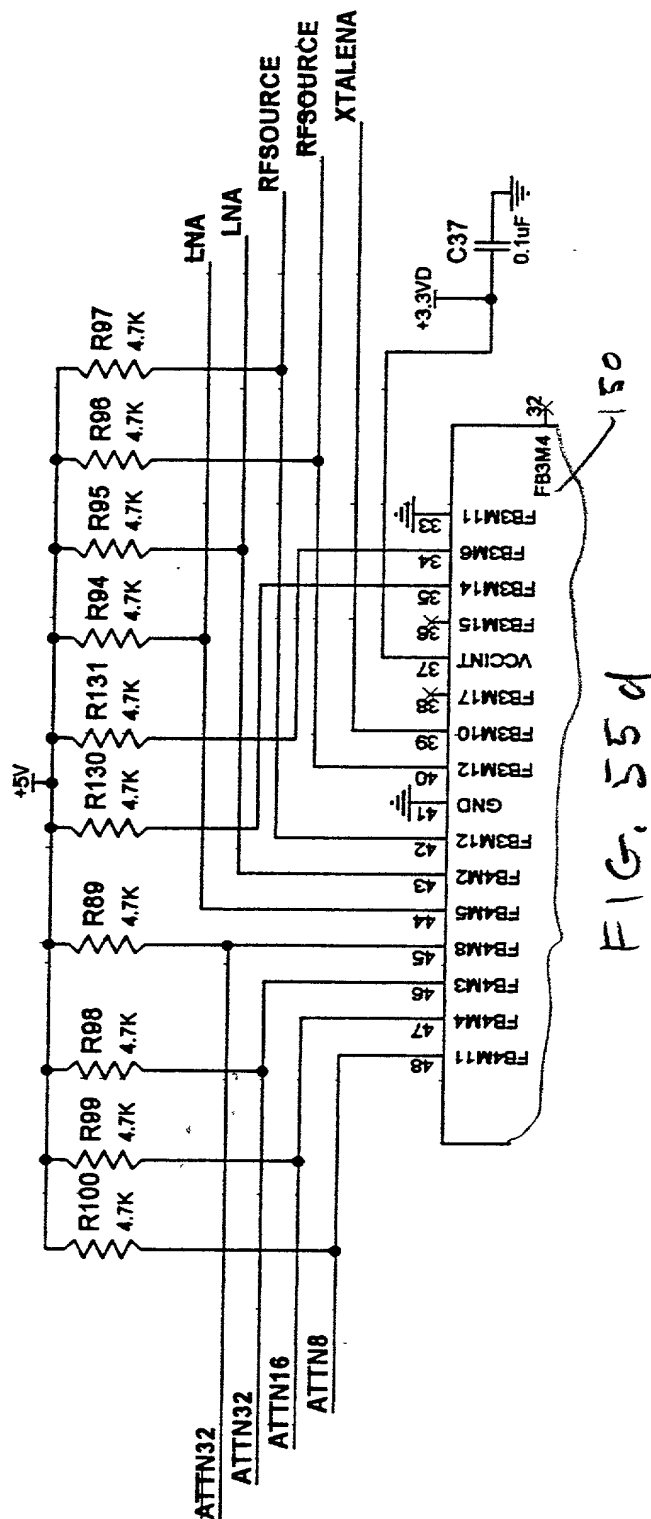 +5V
R100
4.7K
R99
4.7K
R98
4.7K
R89
4.7K
R130
4.7K
R131
4.7K
R94
4.7K
R95
4.7K
R96
4.7K
R97
4.7K
LNA
LNA
RFSOURCE
RFSOURCE
XTALENA
ATTN32
ATTN32
ATTN16
ATTN8
+3.3VD
C37
0.1uF
48
FB4M11
47
FB4M4
46
FB4M3
45
FB4M8
44
FB4M5
43
FB4M2
42
FB3M12
41
GND
40
FB3M12
39
FB3M10
38
FB3M17
37
VCCINT
36
FB3M15
35
FB3M14
34
FB3M6
33
FB3M11
32
FB3M4
150
FIG. 55d